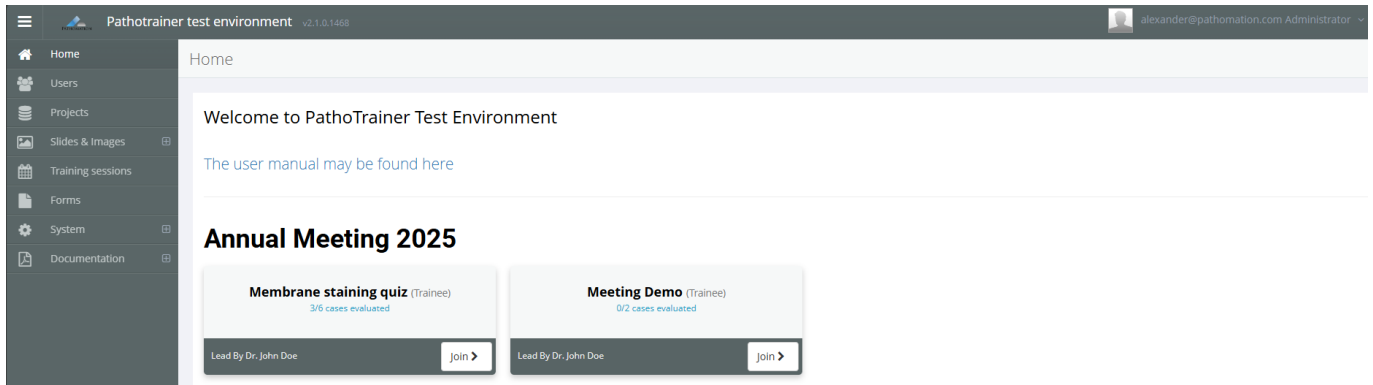 Pathotrainer test environment v2.1.0.1468
alexander@pathomation.com Administrator
Home
Users
Projects
Slides & Images
Training sessions
Forms
System
Documentation
Home
Welcome to PathoTrainer Test Environment
The user manual may be found here
Annual Meeting 2025
Membrane staining quiz (Trainee)
3/6 cases evaluated
Lead By Dr. John Doe
Join
Meeting Demo (Trainee)
0/2 cases evaluated
Lead By Dr. John Doe
Join